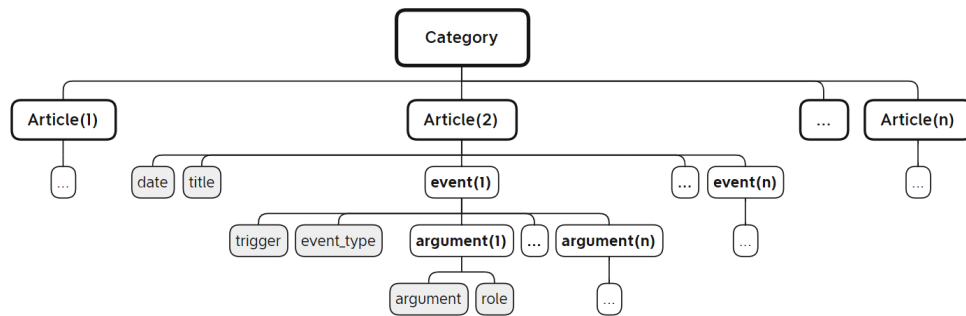 Category
Article(1) Article(2) ... Article(n)
... date title event(1) ... event(n) ...
trigger event_type argument(1) ... argument(n) ...
argument role ...